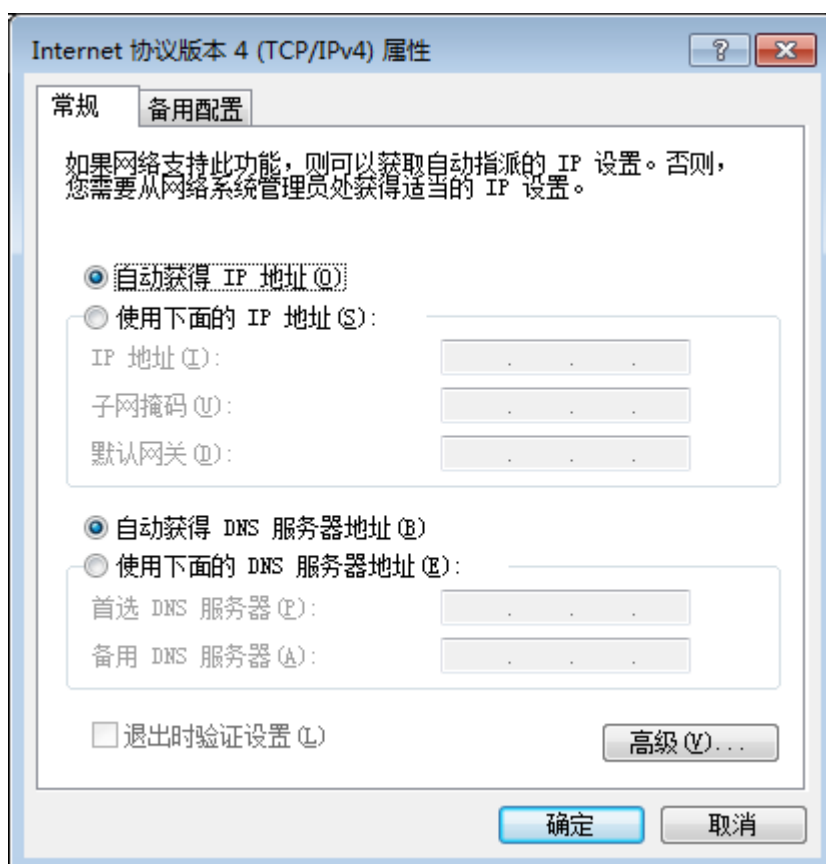 Internet 协议版本 4 (TCP/IPv4) 属性
常规
备用配置
如果网络支持此功能，则可以获取自动指派的 IP 设置。否则，
您需要从网络系统管理员处获得适当的 IP 设置。
自动获得 IP 地址(O)
使用下面的 IP 地址(S):
IP 地址(I):
子网掩码(U):
默认网关(D):
自动获得 DNS 服务器地址(B)
使用下面的 DNS 服务器地址(E):
首选 DNS 服务器(P):
备用 DNS 服务器(A):
退出时验证设置(L)
高级(V)...
确定
取消